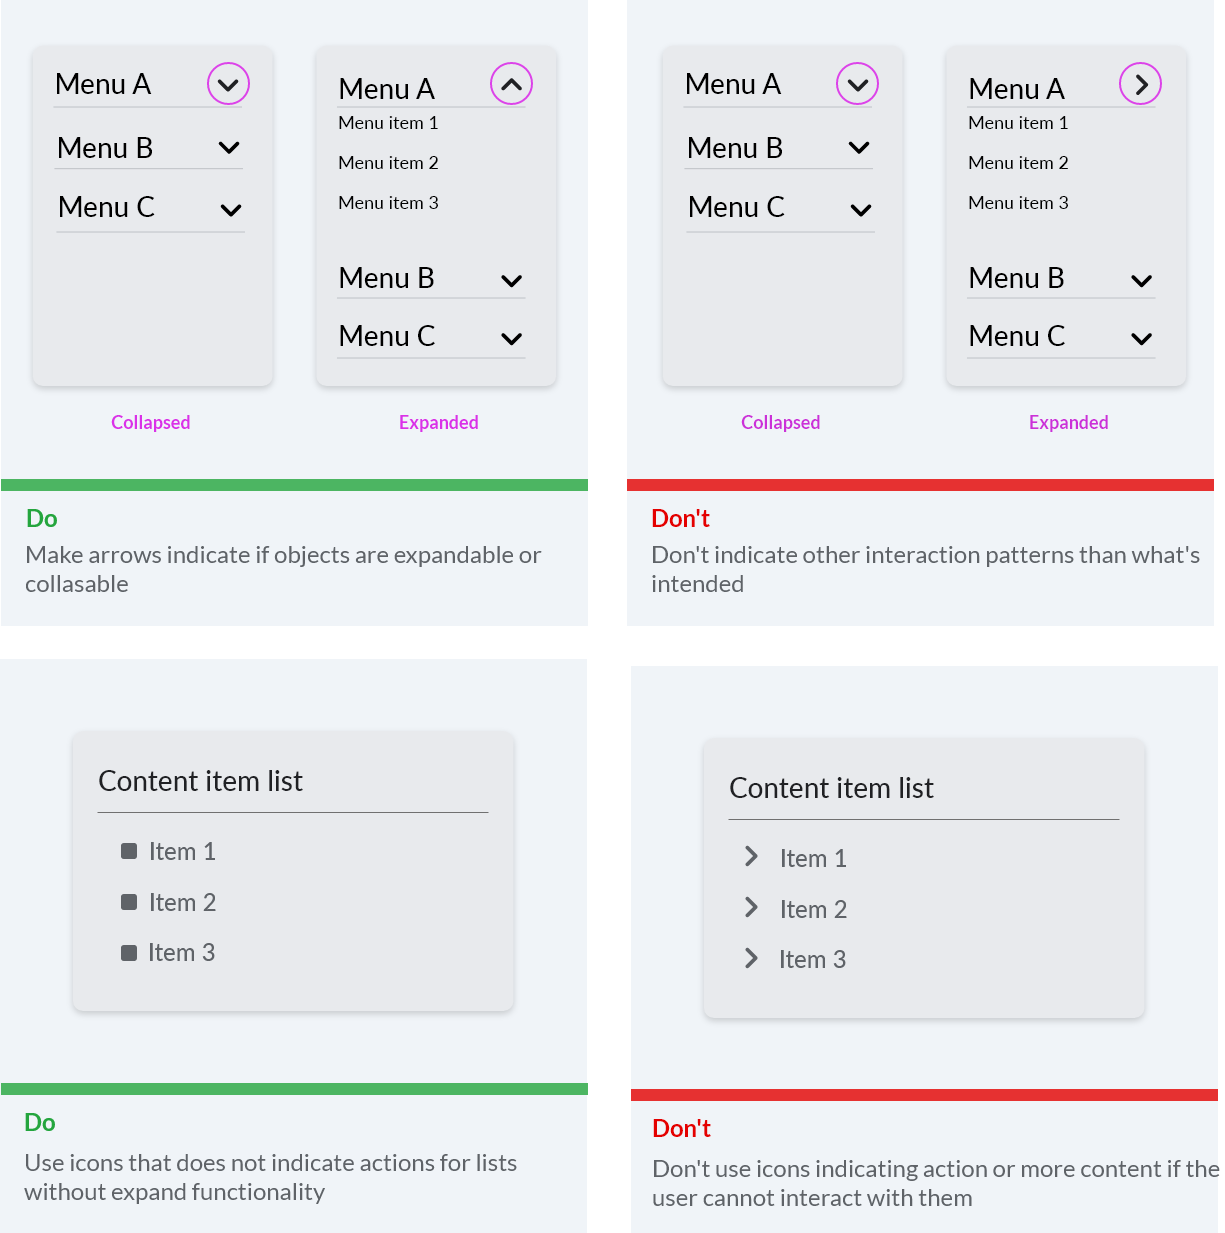 Menu A
Menu B
Menu C
Collapsed
Menu A
Menu item 1
Menu item 2
Menu item 3
Menu B
Menu C
Expanded
Do
Make arrows indicate if objects are expandable or
collasable
Menu A
Menu B
Menu C
Collapsed
Menu A
Menu item 1
Menu item 2
Menu item 3
Menu B
Menu C
Expanded
Don't
Don't indicate other interaction patterns than what's
intended
Content item list
Item 1
Item 2
Item 3
Do
Use icons that does not indicate actions for lists
without expand functionality
Content item list
Item 1
Item 2
Item 3
Don't
Don't use icons indicating action or more content if the
user cannot interact with them